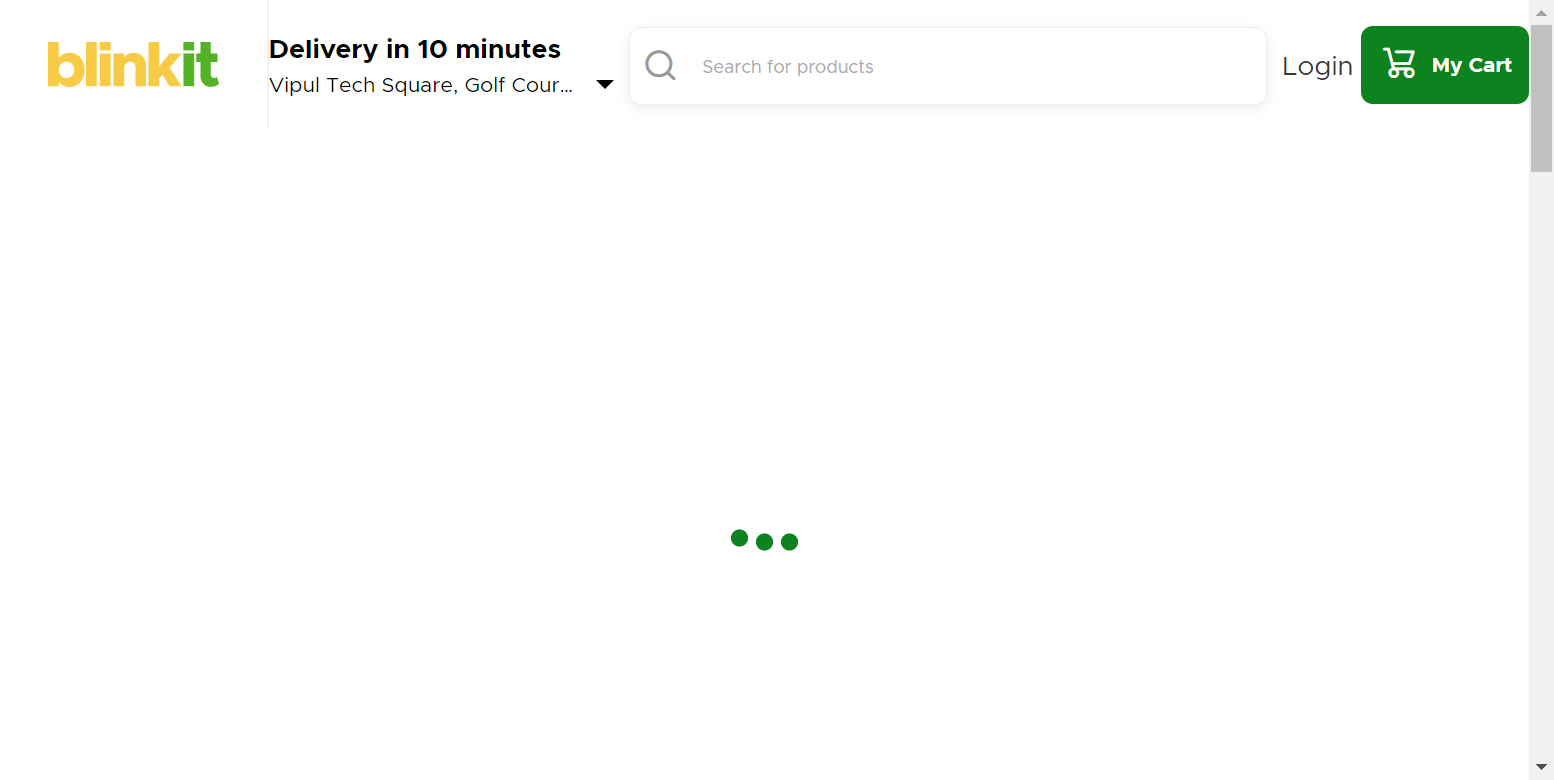 blinkit
Delivery in 10 minutes
Vipul Tech Square, Golf Cour...
Search for products
Login
My Cart